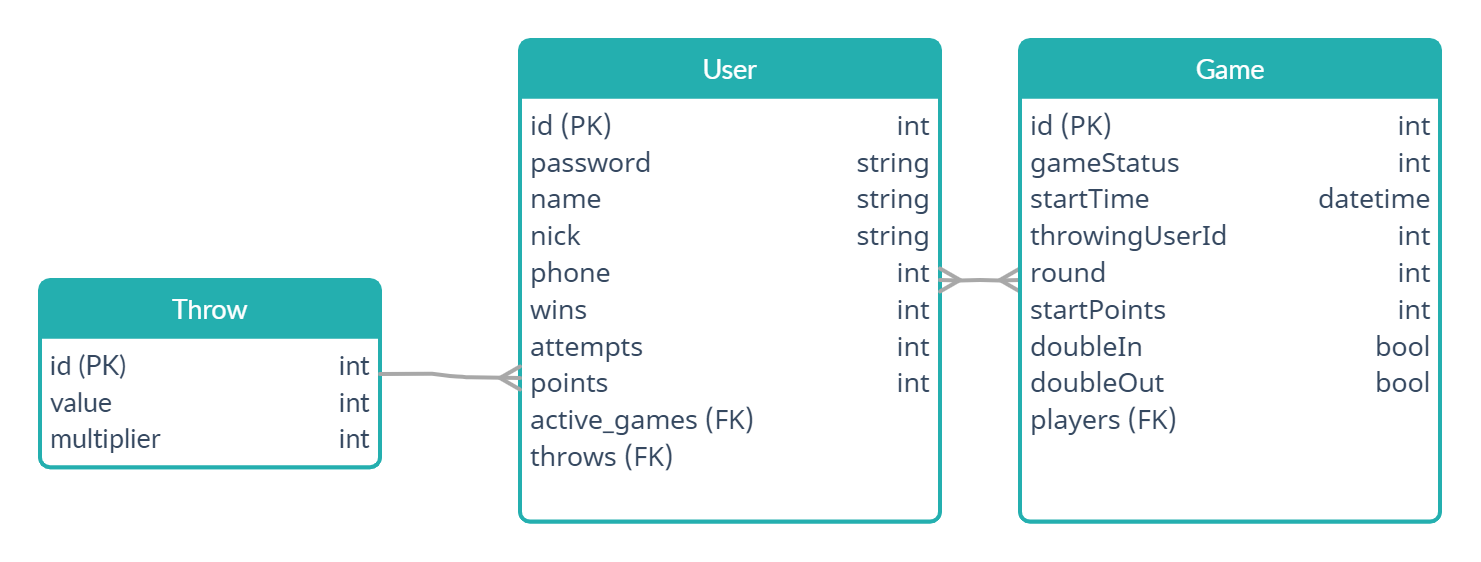 Throw
id (PK) int
value int
multiplier int
User
id (PK) int
password string
name string
nick string
phone int
wins int
attempts int
points int
active_games (FK)
throws (FK)
Game
id (PK) int
gameStatus int
startTime datetime
throwingUserId int
round int
startPoints int
doubleIn bool
doubleOut bool
players (FK)